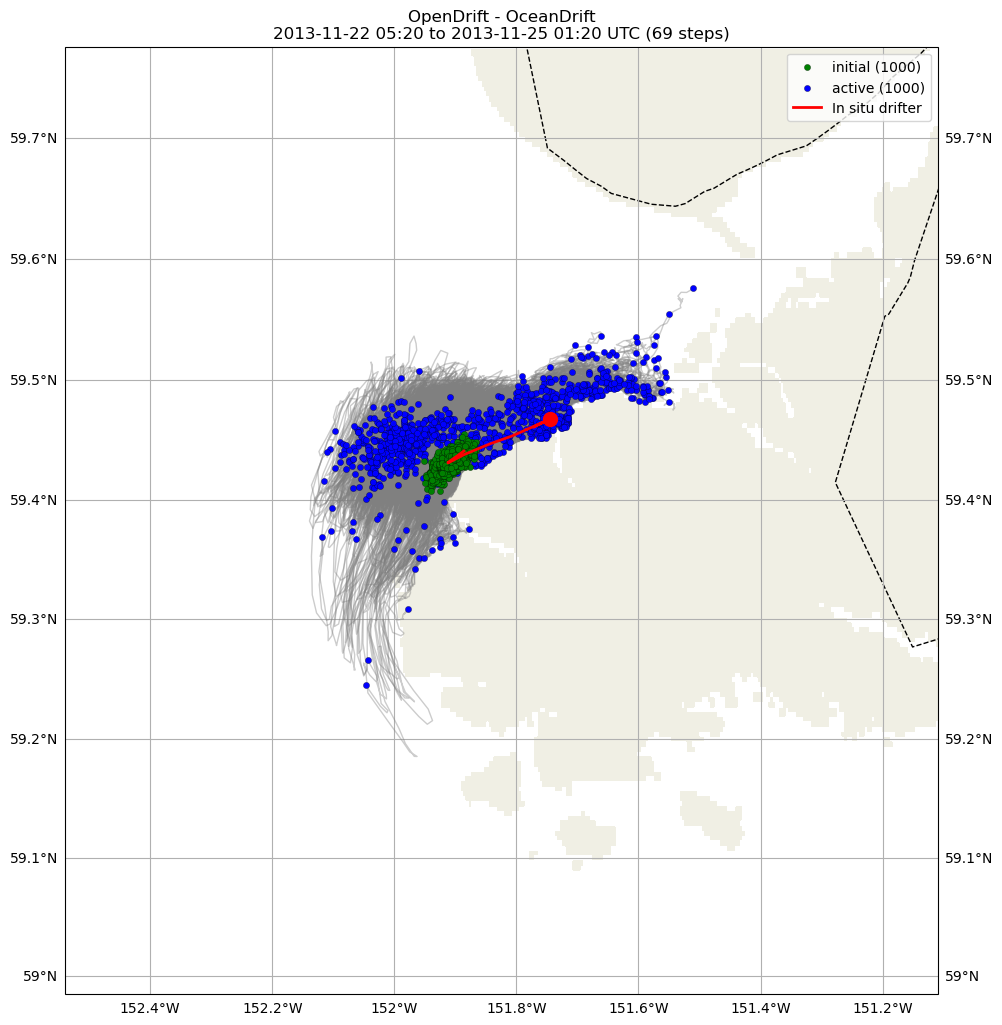 OpenDrift - OceanDrift
2013-11-22 05:20 to 2013-11-25 01:20 UTC (69 steps)
initial (1000)
active (1000)
In situ drifter
59.7°N
59.7°N
59.6°N
59.6°N
59.5°N
59.5°N
59.4°N
59.4°N
59.3°N
59.3°N
59.2°N
59.2°N
59.1°N
59.1°N
59°N
59°N
152.4°W
152.2°W
152°W
151.8°W
151.6°W
151.4°W
151.2°W